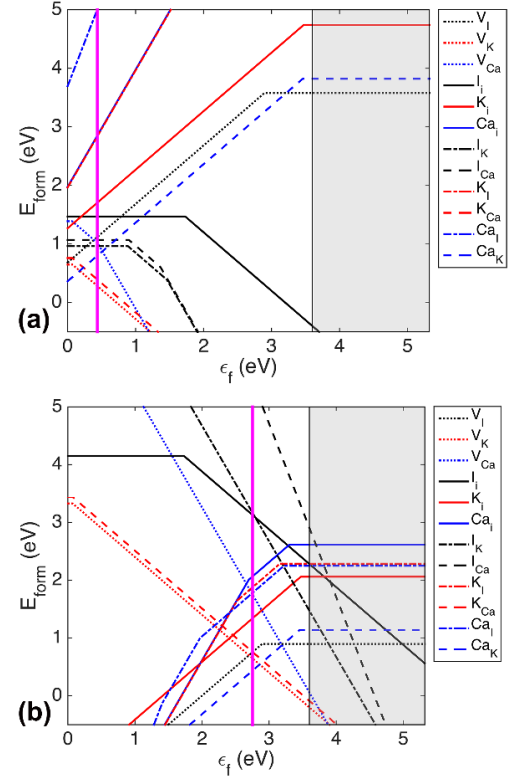 5
4
3
2
1
0
E_form (eV)
(a)
0 1 2 3 4 5
ϵ_f (eV)
V_I
V_K
V_Ca
I_i
K_i
Ca_i
I_K
I_Ca
K_I
K_Ca
Ca_I
Ca_K
5
4
3
2
1
0
E_form (eV)
(b)
0 1 2 3 4 5
ϵ_f (eV)
V_I
V_K
V_Ca
I_i
K_i
Ca_i
I_K
I_Ca
K_I
K_Ca
Ca_I
Ca_K